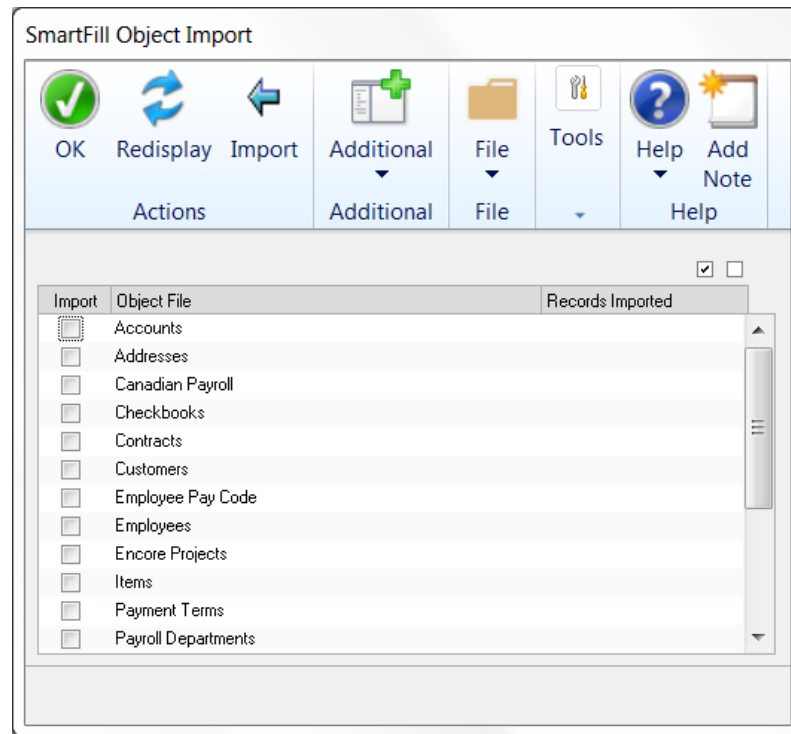 SmartFill Object Import
OK Redisplay Import Additional File Tools Help Add Note
Actions Additional File Help
Import Object File Records Imported
Accounts
Addresses
Canadian Payroll
Checkbooks
Contracts
Customers
Employee Pay Code
Employees
Encore Projects
Items
Payment Terms
Payroll Departments